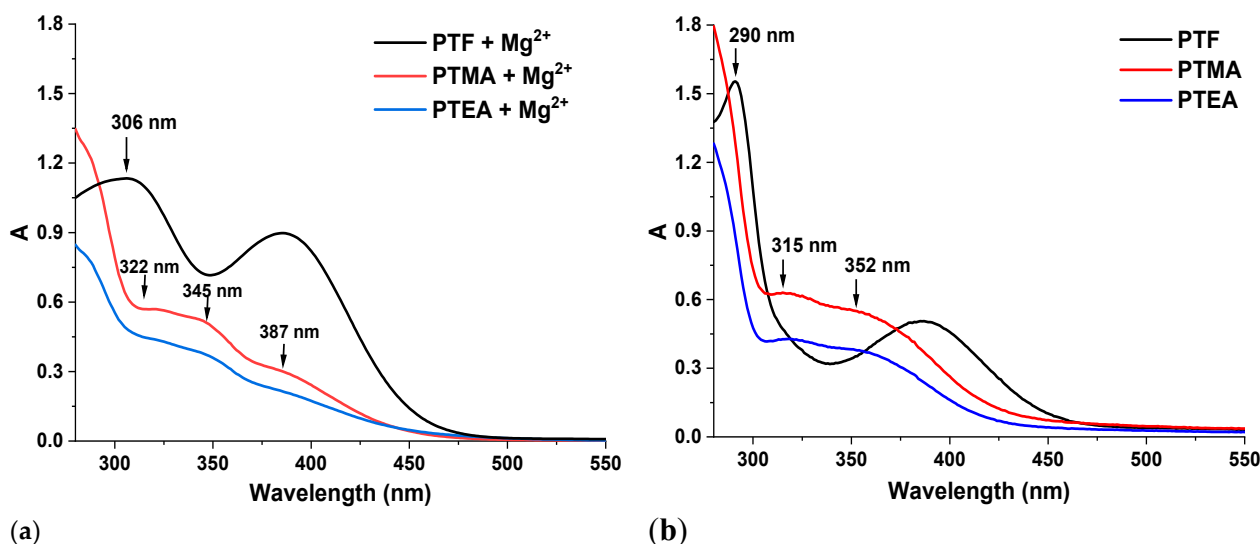 1.8
1.5
1.2
0.9
0.6
0.3
0.0
A
PTF + Mg²⁺
PTMA + Mg²⁺
PTEA + Mg²⁺
306 nm
322 nm
345 nm
387 nm
300 350 400 450 500 550
Wavelength (nm)
(a)
1.8
1.5
1.2
0.9
0.6
0.3
0.0
A
290 nm
PTF
PTMA
PTEA
315 nm
352 nm
300 350 400 450 500 550
Wavelength (nm)
(b)